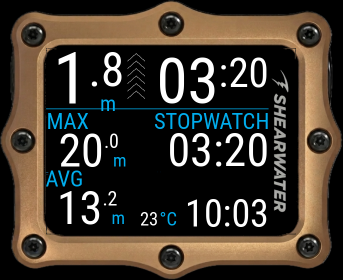 1.8 m 03:20
MAX STOPWATCH
20.0 m 03:20
AVG
13.2 m 23°C 10:03
SHEARWATER